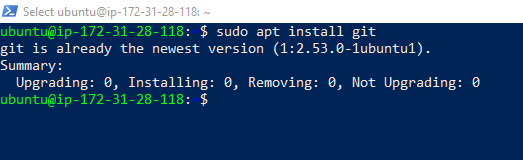 Select ubuntu@ip-172-31-28-118: ~
ubuntu@ip-172-31-28-118: $ sudo apt install git
git is already the newest version (1:2.53.0-1ubuntu1).
Summary:
  Upgrading: 0, Installing: 0, Removing: 0, Not Upgrading: 0
ubuntu@ip-172-31-28-118: $